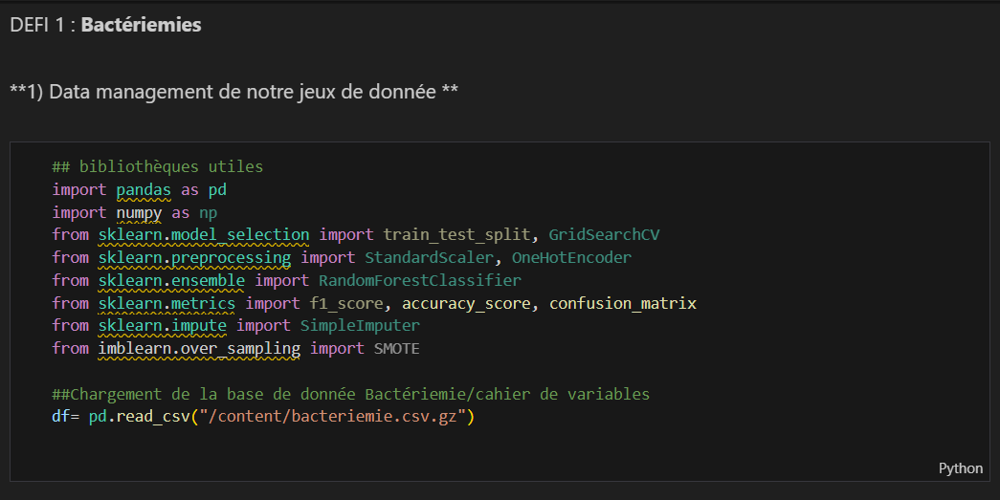 DEFI 1 : Bactériemies
**1) Data management de notre jeux de donnée **
## bibliothèques utiles
import pandas as pd
import numpy as np
from sklearn.model_selection import train_test_split, GridSearchCV
from sklearn.preprocessing import StandardScaler, OneHotEncoder
from sklearn.ensemble import RandomForestClassifier
from sklearn.metrics import f1_score, accuracy_score, confusion_matrix
from sklearn.impute import SimpleImputer
from imblearn.over_sampling import SMOTE
##Chargement de la base de donnée Bactériemie/cahier de variables
df= pd.read_csv("/content/bacteriemie.csv.gz")
Python